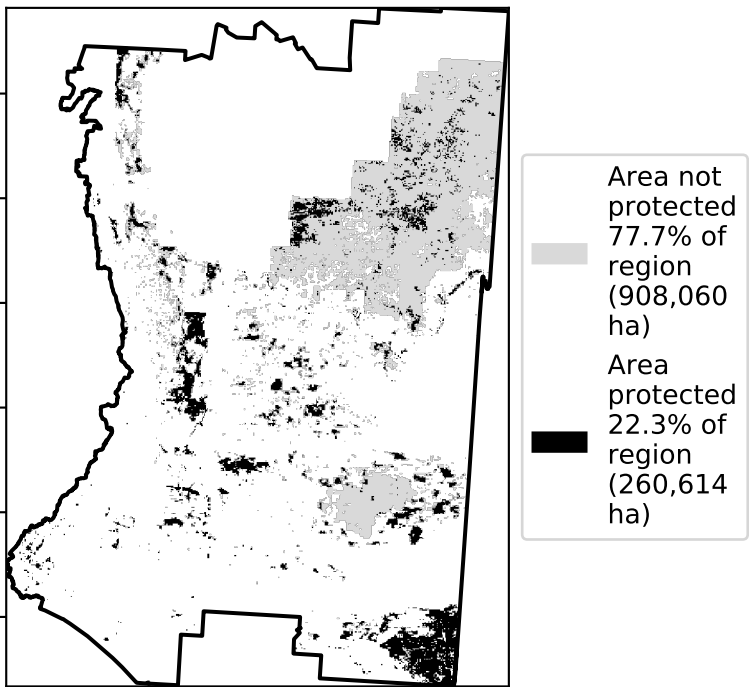 Area not
protected
77.7% of
region
(908,060
ha)
Area
protected
22.3% of
region
(260,614
ha)